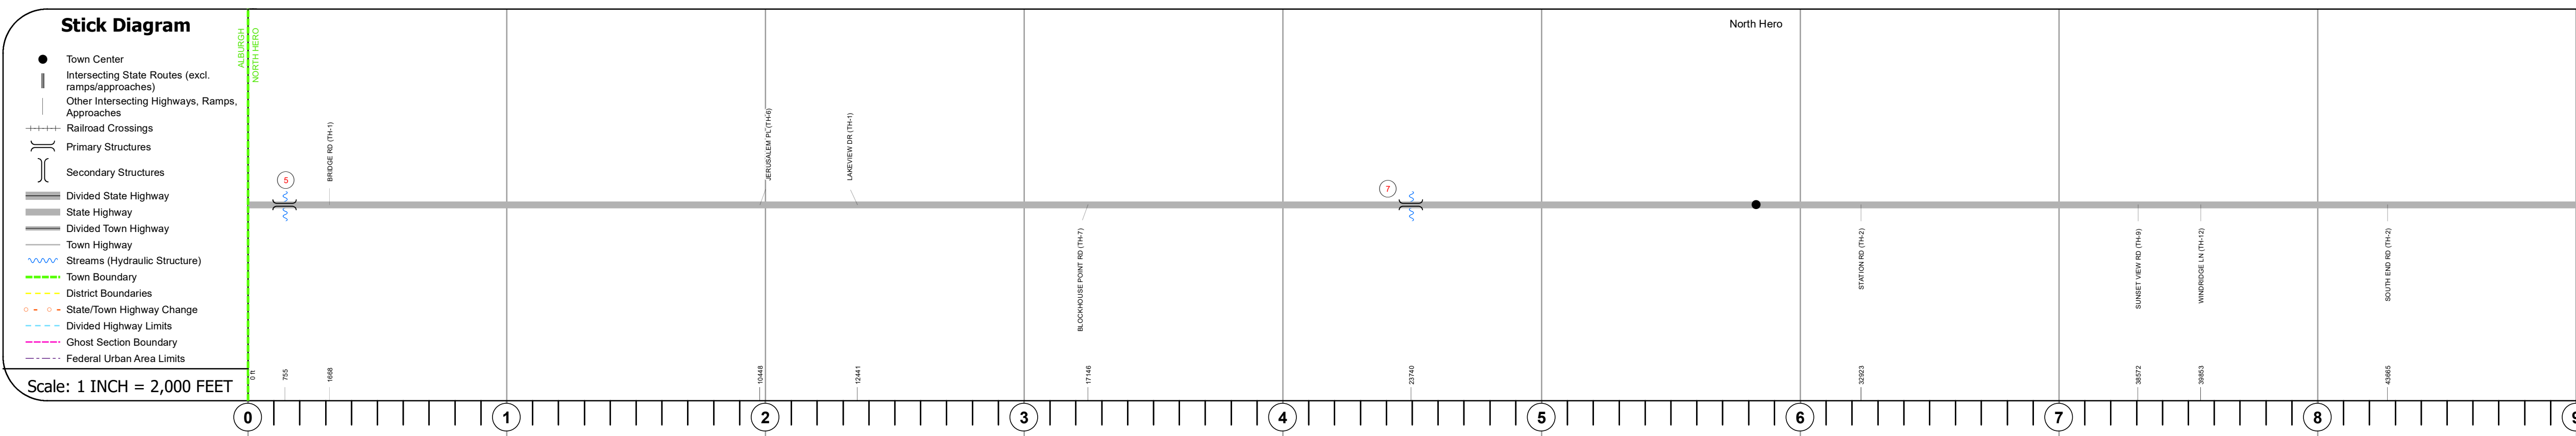 Stick Diagram
Town Center
Intersecting State Routes (excl.
ramps/approaches)
Other Intersecting Highways, Ramps,
Approaches
Railroad Crossings
Primary Structures
Secondary Structures
Divided State Highway
State Highway
Divided Town Highway
Town Highway
Streams (Hydraulic Structure)
Town Boundary
District Boundaries
State/Town Highway Change
Divided Highway Limits
Ghost Section Boundary
Federal Urban Area Limits
Scale: 1 INCH = 2,000 FEET
ALBURGH
NORTH HERO
North Hero
5
BRIDGE RD (TH-1)
JERUSALEM PL (TH-6)
LAKEVIEW DR (TH-1)
BLOCKHOUSE POINT RD (TH-7)
7
STATION RD (TH-2)
SUNSET VIEW RD (TH-9)
WINDRIDGE LN (TH-12)
SOUTH END RD (TH-2)
0 ft
755
1668
10448
12441
17146
23740
32923
38572
39853
43665
0
1
2
3
4
5
6
7
8
9